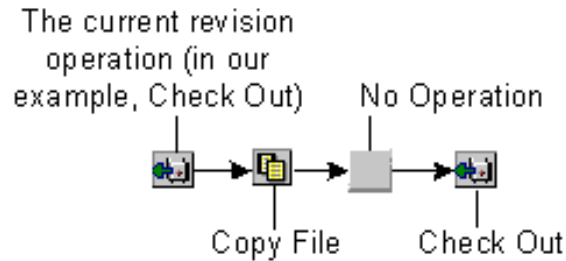 The current revision
operation (in our
example, Check Out)
No Operation
Copy File
Check Out